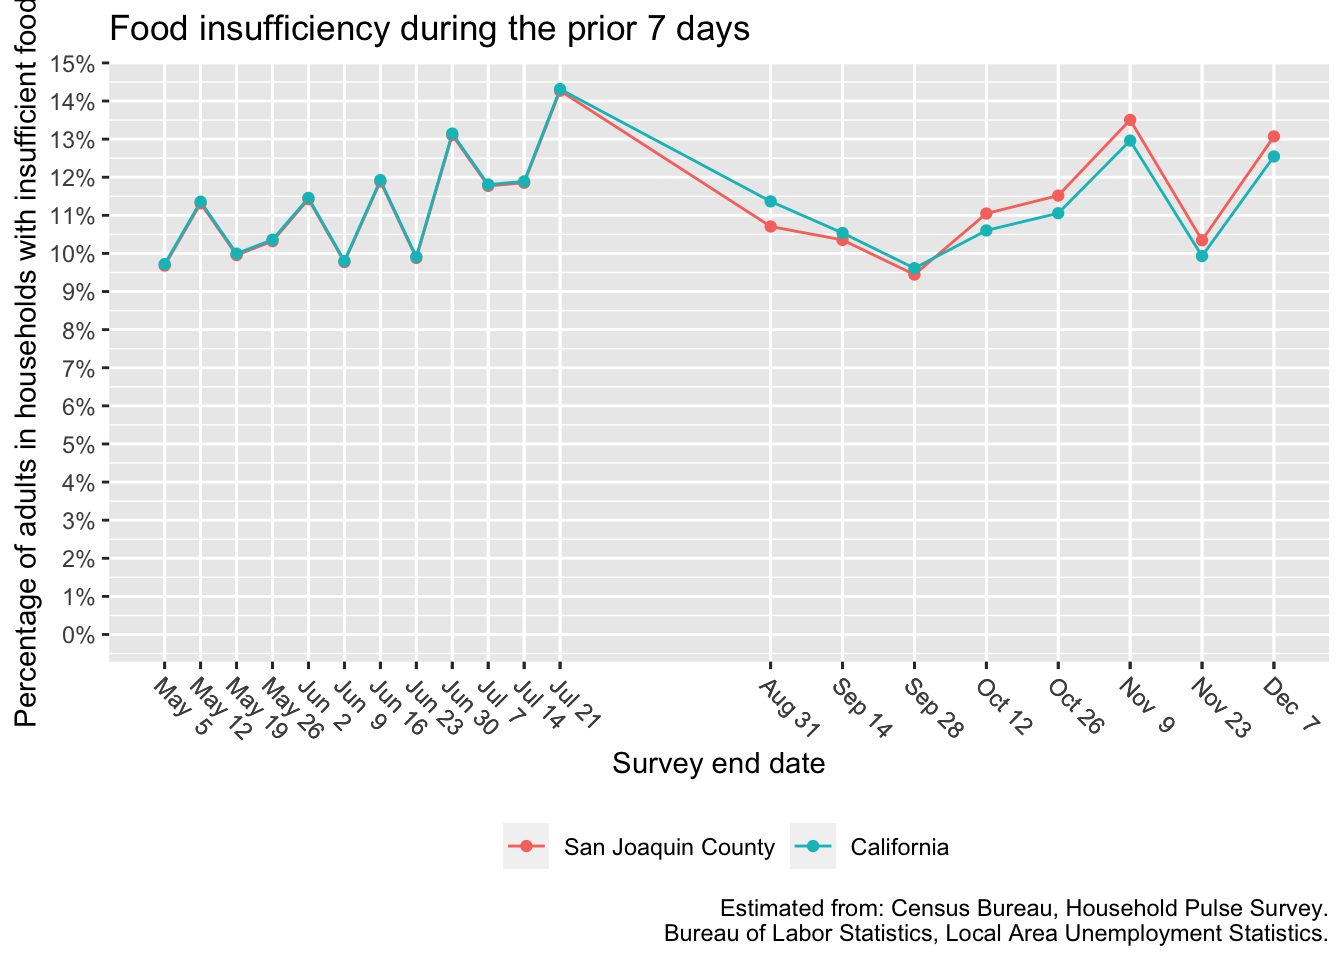 Food insufficiency during the prior 7 days
Percentage of adults in households with insufficient food
15%
14%
13%
12%
11%
10%
9%
8%
7%
6%
5%
4%
3%
2%
1%
0%
May 5
May 12
May 19
May 26
Jun 2
Jun 9
Jun 16
Jun 23
Jun 30
Jul 7
Jul 14
Jul 21
Aug 31
Sep 14
Sep 28
Oct 12
Oct 26
Nov 9
Nov 23
Dec 7
Survey end date
San Joaquin County
California
Estimated from: Census Bureau, Household Pulse Survey.
Bureau of Labor Statistics, Local Area Unemployment Statistics.